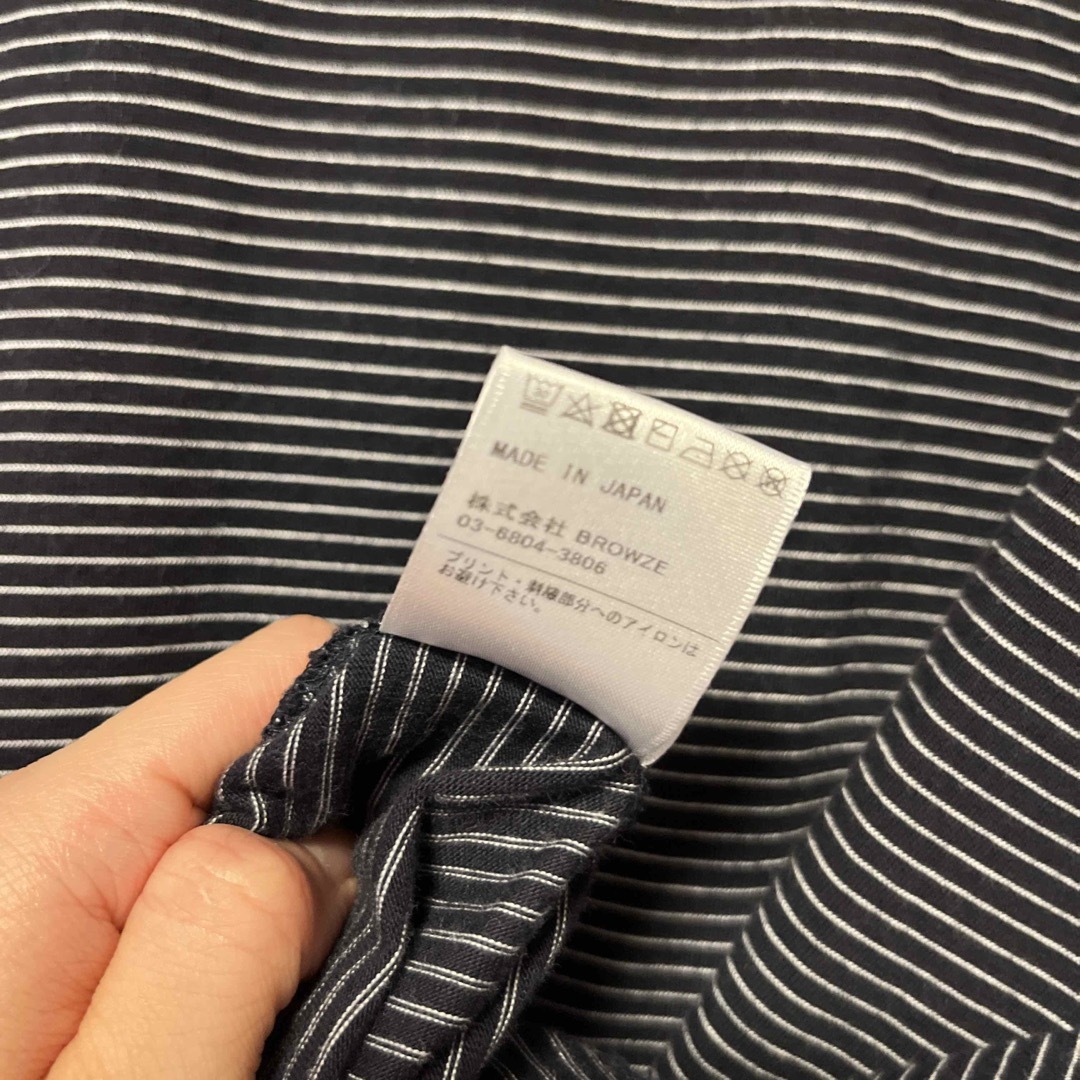 MADE IN JAPAN
株式会社 BROWZE
03-6804-3806
プリント・刺繍部分へのアイロンは
お避け下さい。